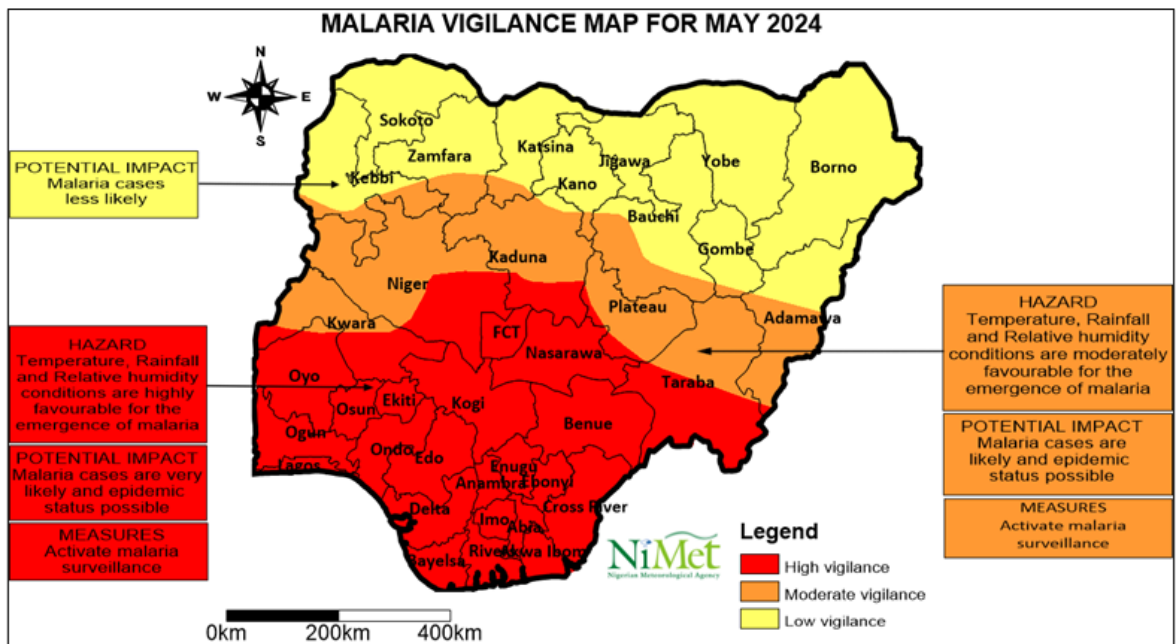 MALARIA VIGILANCE MAP FOR MAY 2024
N
W
E
S
POTENTIAL IMPACT
Malaria cases
less likely
HAZARD
Temperature, Rainfall
and Relative humidity
conditions are highly
favourable for the
emergence of malaria
POTENTIAL IMPACT
Malaria cases are very
likely and epidemic
status possible
MEASURES
Activate malaria
surveillance
Sokoto
Zamfara
Kebbi
Katsina
Jigawa
Kano
Yobe
Borno
Bauchi
Gombe
Kaduna
Niger
Plateau
Adamawa
Kwara
FCT
Nasarawa
Taraba
Oyo
Osun
Ekiti
Kogi
Benue
Ogun
Ondo
Edo
Lagos
Enugu
Anambra
Ebonyi
Delta
Imo
Abia
Cross River
Bayelsa
Rivers
Akwa Ibom
HAZARD
Temperature, Rainfall
and Relative humidity
conditions are moderately
favourable for the
emergence of malaria
POTENTIAL IMPACT
Malaria cases are
likely and epidemic
status possible
MEASURES
Activate malaria
surveillance
NiMet
Nigerian Meteorological Agency
Legend
High vigilance
Moderate vigilance
Low vigilance
0km
200km
400km